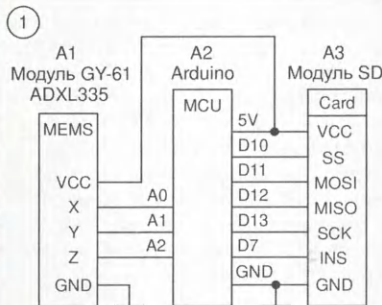 1
A1
Модуль GY-61
ADXL335
MEMS
VCC
X
Y
Z
GND
A0
A1
A2
A2
Arduino
MCU
5V
D10
D11
D12
D13
D7
GND
A3
Модуль SD
Card
VCC
SS
MOSI
MISO
SCK
INS
GND